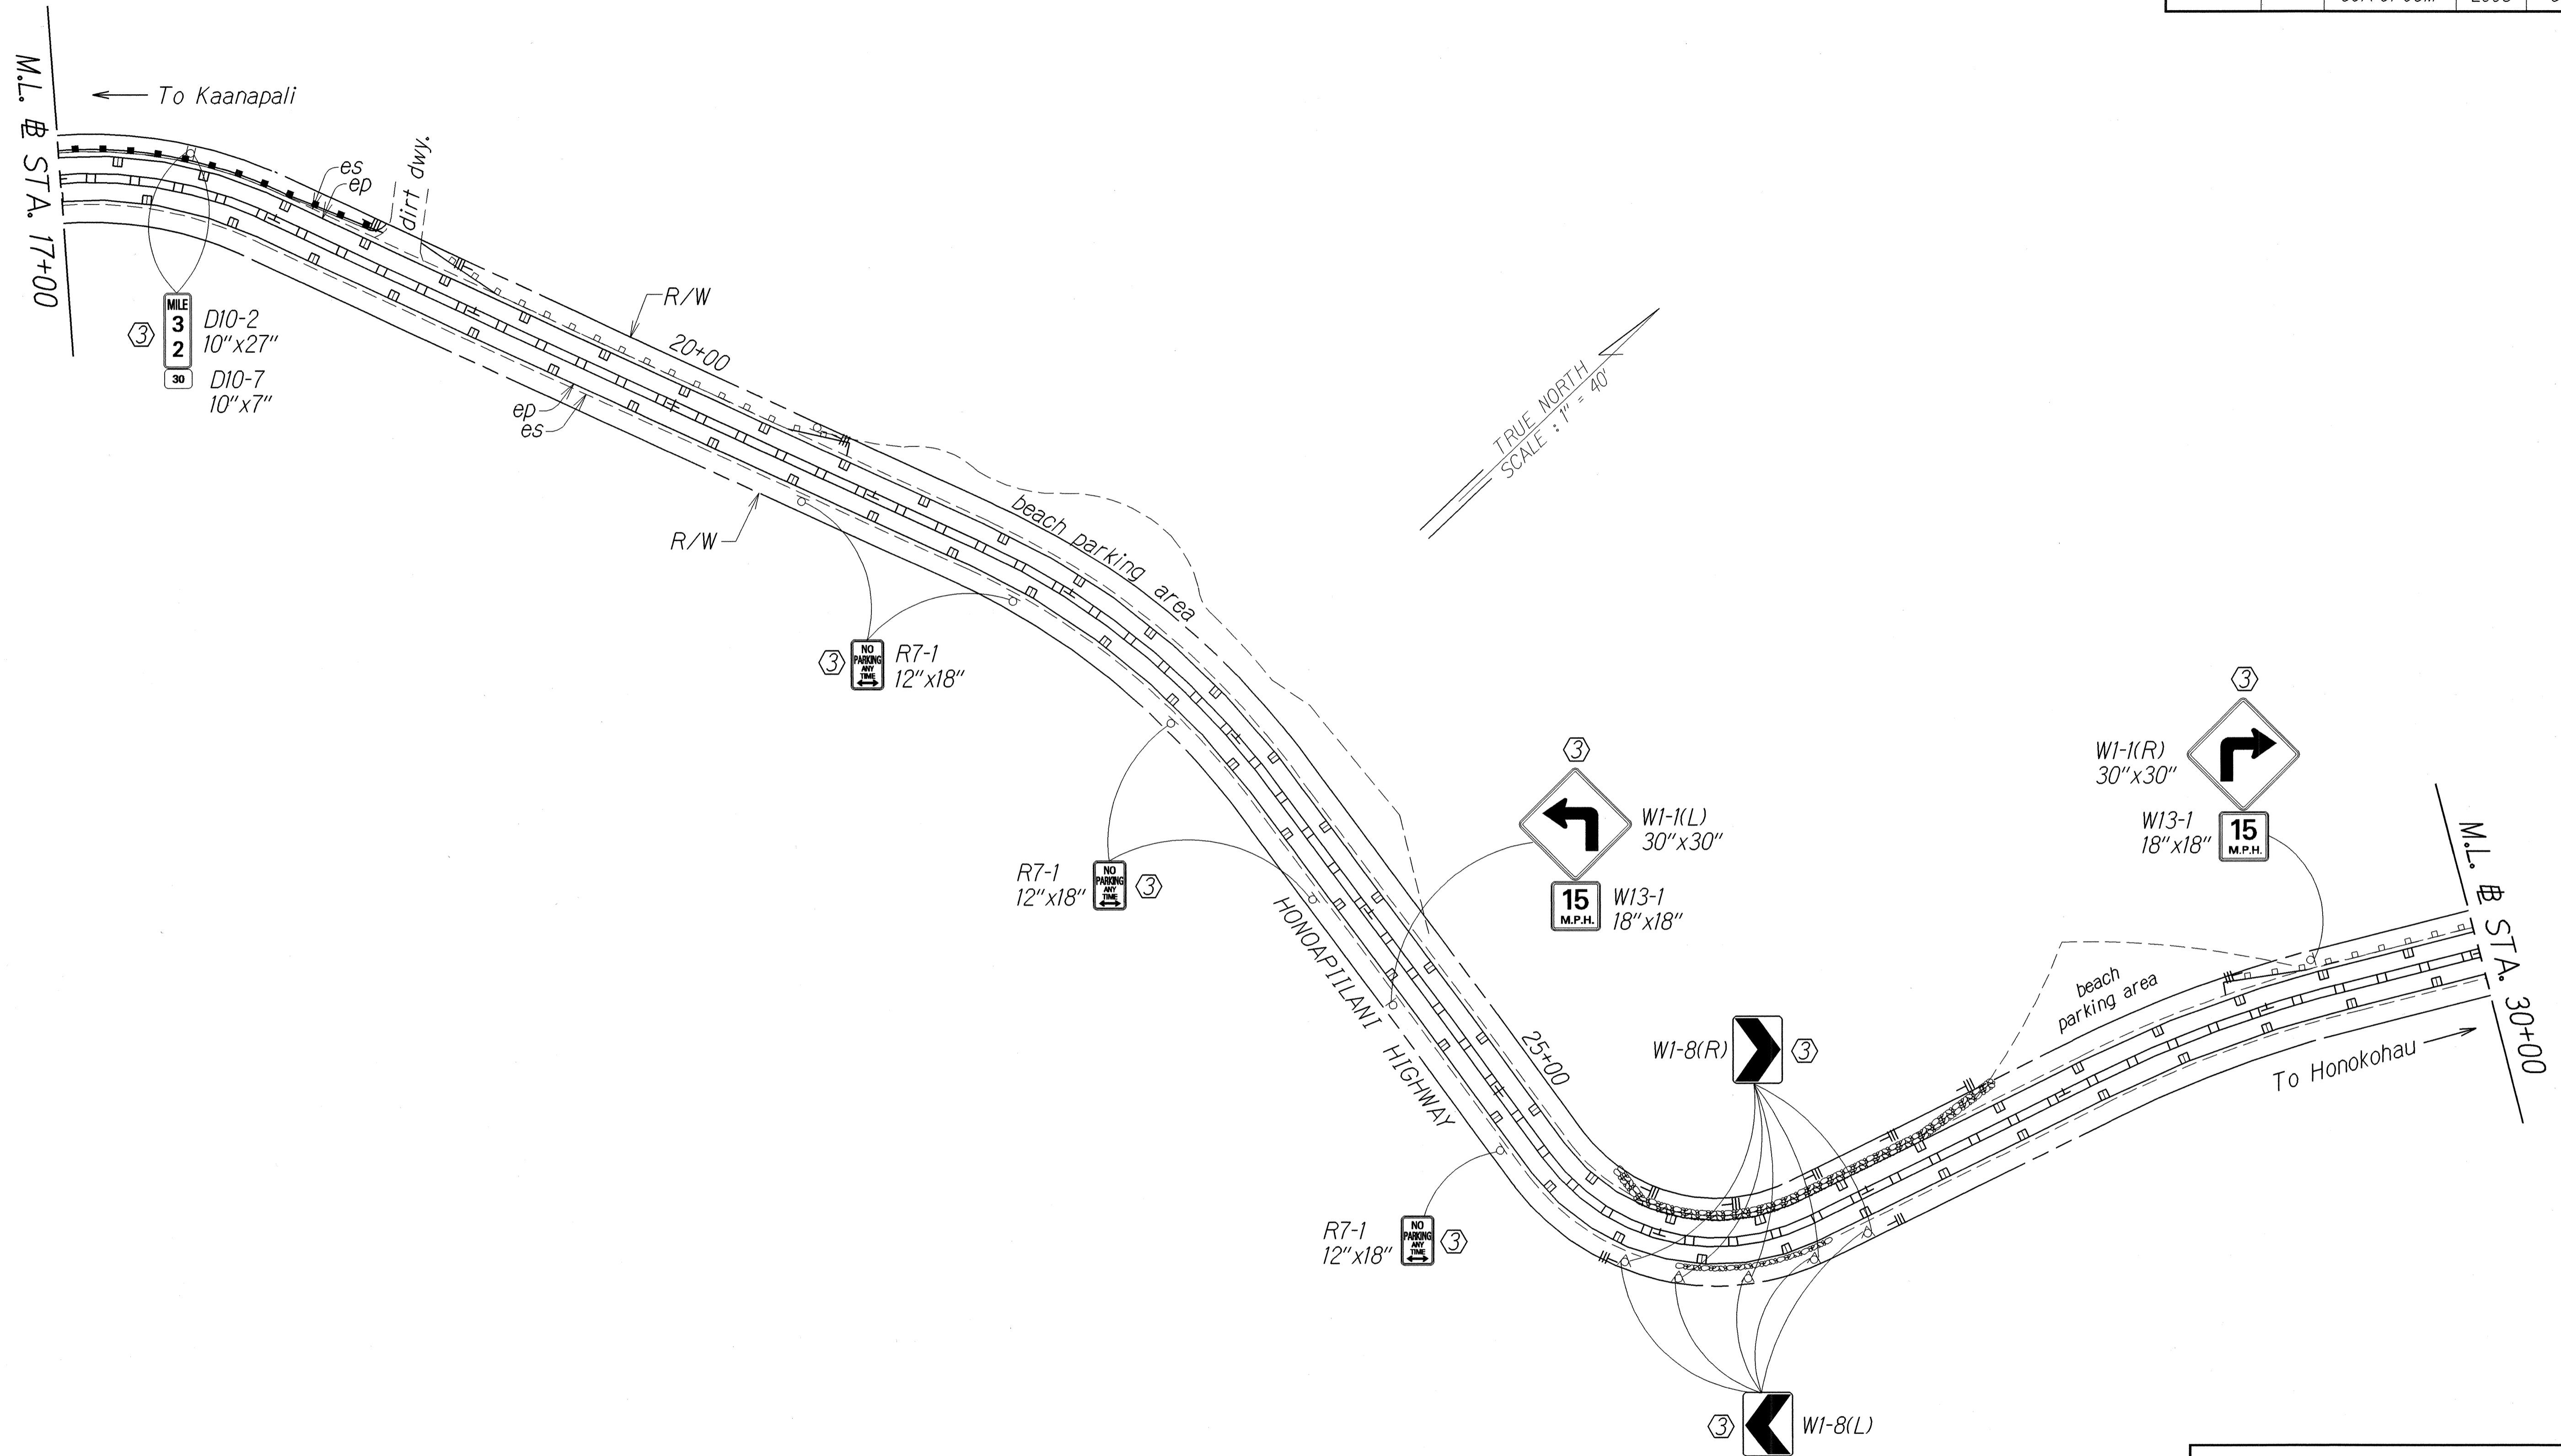 To Kaanapali
M.L. B STA. 17+00
es
ep
dirt dwy.
MILE
3
2
30
3
D10-2
10"x27"
D10-7
10"x7"
R/W
20+00
ep
es
R/W
TRUE NORTH
SCALE : 1" = 40'
beach parking area
3
NO
PARKING
ANY
TIME
R7-1
12"x18"
R7-1
12"x18"
NO
PARKING
ANY
TIME
3
3
W1-1(L)
30"x30"
15
M.P.H.
W13-1
18"x18"
3
W1-1(R)
30"x30"
W13-1
18"x18"
15
M.P.H.
M.L. B STA. 30+00
HONOAPIILANI HIGHWAY
25+00
beach
parking area
To Honokohau
W1-8(R)
3
R7-1
12"x18"
NO
PARKING
ANY
TIME
3
3
W1-8(L)